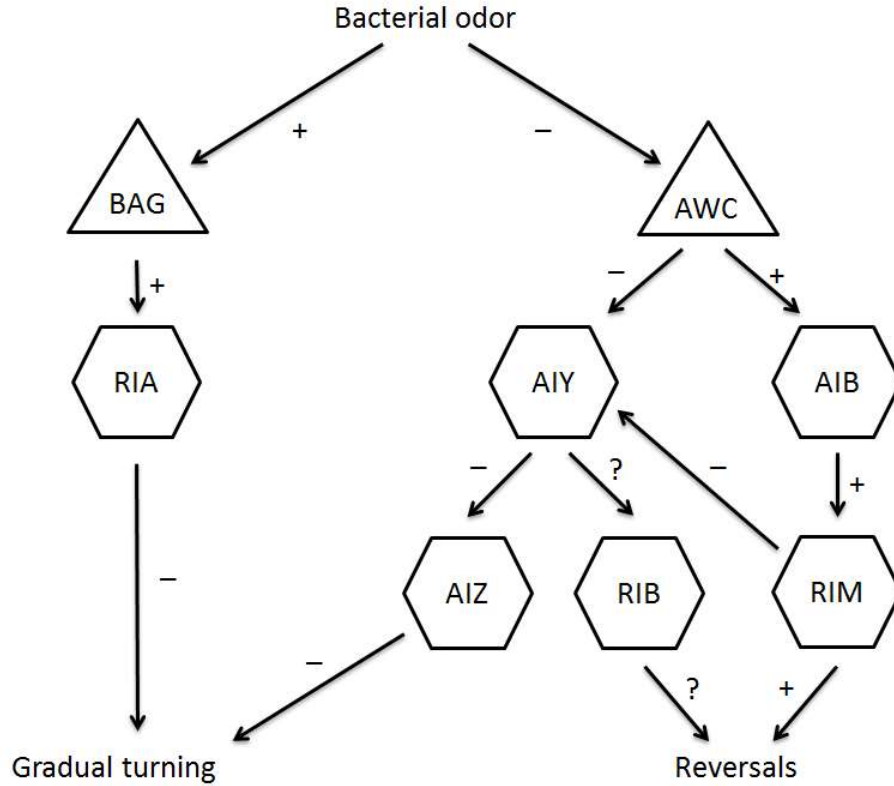 Bacterial odor
+
–
BAG
AWC
+
–
+
RIA
AIY
AIB
–
?
–
+
AIZ
RIB
RIM
–
–
?
+
Gradual turning
Reversals